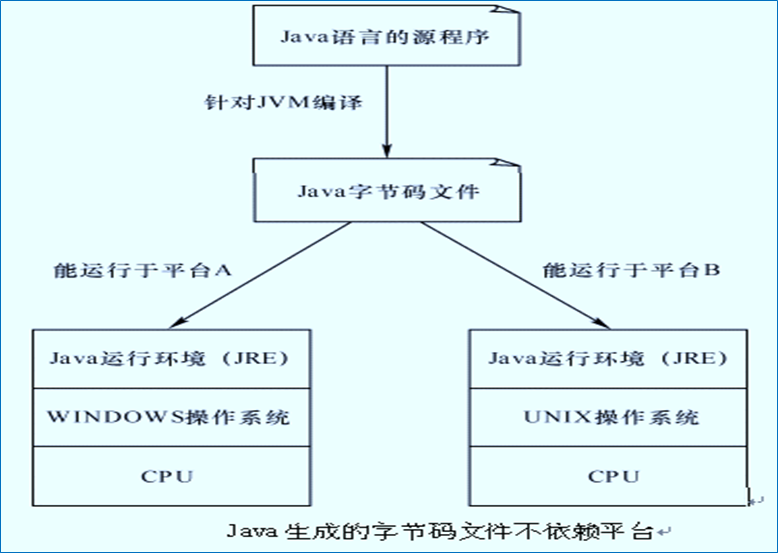 Java语言的源程序
针对JVM编译
Java字节码文件
能运行于平台A
能运行于平台B
Java运行环境（JRE）
Java运行环境（JRE）
WINDOWS操作系统
UNIX操作系统
CPU
CPU
Java生成的字节码文件不依赖平台